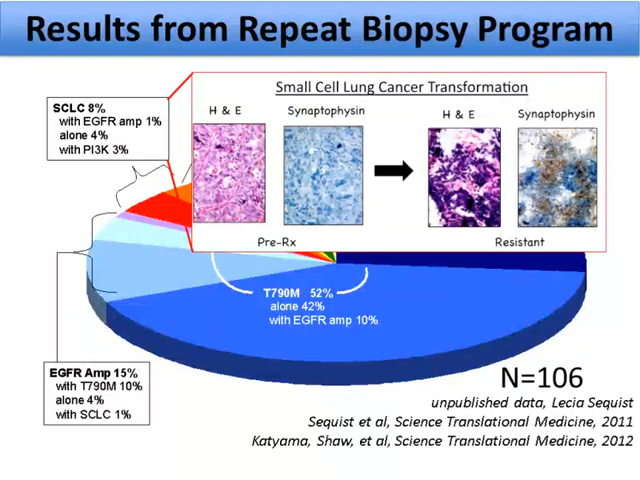 Results from Repeat Biopsy Program
SCLC 8%
with EGFR amp 1%
alone 4%
with PI3K 3%
Small Cell Lung Cancer Transformation
H & E
Synaptophysin
H & E
Synaptophysin
Pre-Rx
Resistant
T790M 52%
alone 42%
with EGFR amp 10%
EGFR Amp 15%
with T790M 10%
alone 4%
with SCLC 1%
N=106
unpublished data, Lecia Sequist
Sequist et al, Science Translational Medicine, 2011
Katyama, Shaw, et al, Science Translational Medicine, 2012